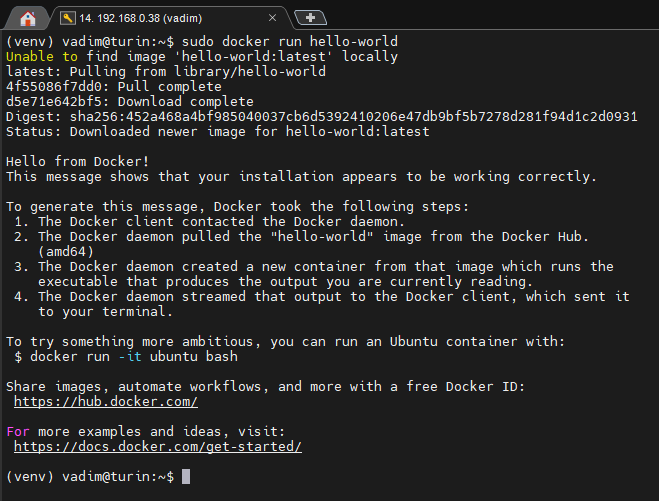 14. 192.168.0.38 (vadim)
(venv) vadim@turin:~$ sudo docker run hello-world
Unable to find image 'hello-world:latest' locally
latest: Pulling from library/hello-world
4f55086f7dd0: Pull complete
d5e71e642bf5: Download complete
Digest: sha256:452a468a4bf985040037cb6d5392410206e47db9bf5b7278d281f94d1c2d0931
Status: Downloaded newer image for hello-world:latest

Hello from Docker!
This message shows that your installation appears to be working correctly.

To generate this message, Docker took the following steps:
 1. The Docker client contacted the Docker daemon.
 2. The Docker daemon pulled the "hello-world" image from the Docker Hub.
    (amd64)
 3. The Docker daemon created a new container from that image which runs the
    executable that produces the output you are currently reading.
 4. The Docker daemon streamed that output to the Docker client, which sent it
    to your terminal.

To try something more ambitious, you can run an Ubuntu container with:
 $ docker run -it ubuntu bash

Share images, automate workflows, and more with a free Docker ID:
 https://hub.docker.com/

For more examples and ideas, visit:
 https://docs.docker.com/get-started/

(venv) vadim@turin:~$